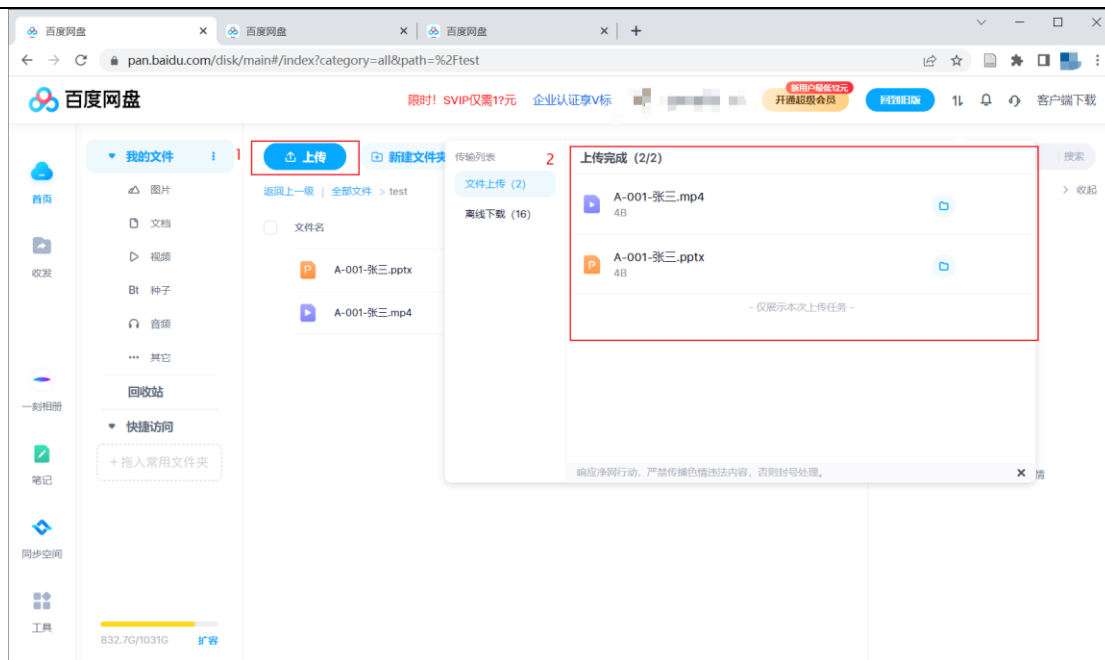 百度网盘
百度网盘
百度网盘
pan.baidu.com/disk/main#/index?category=all&path=%2Ftest
百度网盘
限时！SVIP仅需1?元
企业认证享V标
新用户最低12元
开通超级会员
回到旧版
客户端下载
首页
收发
一刻相册
笔记
同步空间
工具
我的文件
图片
文档
视频
Bt 种子
音频
其它
回收站
快捷访问
+ 拖入常用文件夹
832.7G/1031G 扩容
1
上传
新建文件夹
返回上一级 | 全部文件 > test
文件名
A-001-张三.pptx
A-001-张三.mp4
传输列表
文件上传 (2)
离线下载 (16)
2
上传完成 (2/2)
A-001-张三.mp4
4B
A-001-张三.pptx
4B
- 仅展示本次上传任务 -
响应净网行动，严禁传播色情违法内容，否则封号处理。
搜索
收起
情